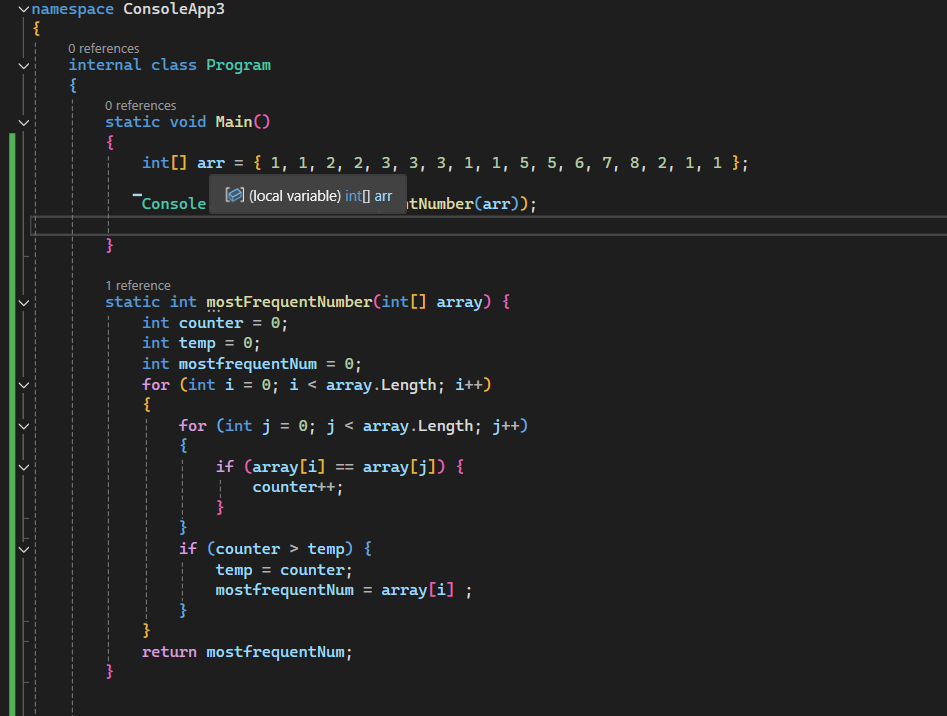 namespace ConsoleApp3
{
0 references
internal class Program
{
0 references
static void Main()
{
int[] arr = { 1, 1, 2, 2, 3, 3, 3, 1, 1, 5, 5, 6, 7, 8, 2, 1, 1 };
(local variable) int[] arr
Console tNumber(arr));
}
1 reference
static int mostFrequentNumber(int[] array) {
int counter = 0;
int temp = 0;
int mostfrequentNum = 0;
for (int i = 0; i < array.Length; i++)
{
for (int j = 0; j < array.Length; j++)
{
if (array[i] == array[j]) {
counter++;
}
}
if (counter > temp) {
temp = counter;
mostfrequentNum = array[i] ;
}
}
return mostfrequentNum;
}